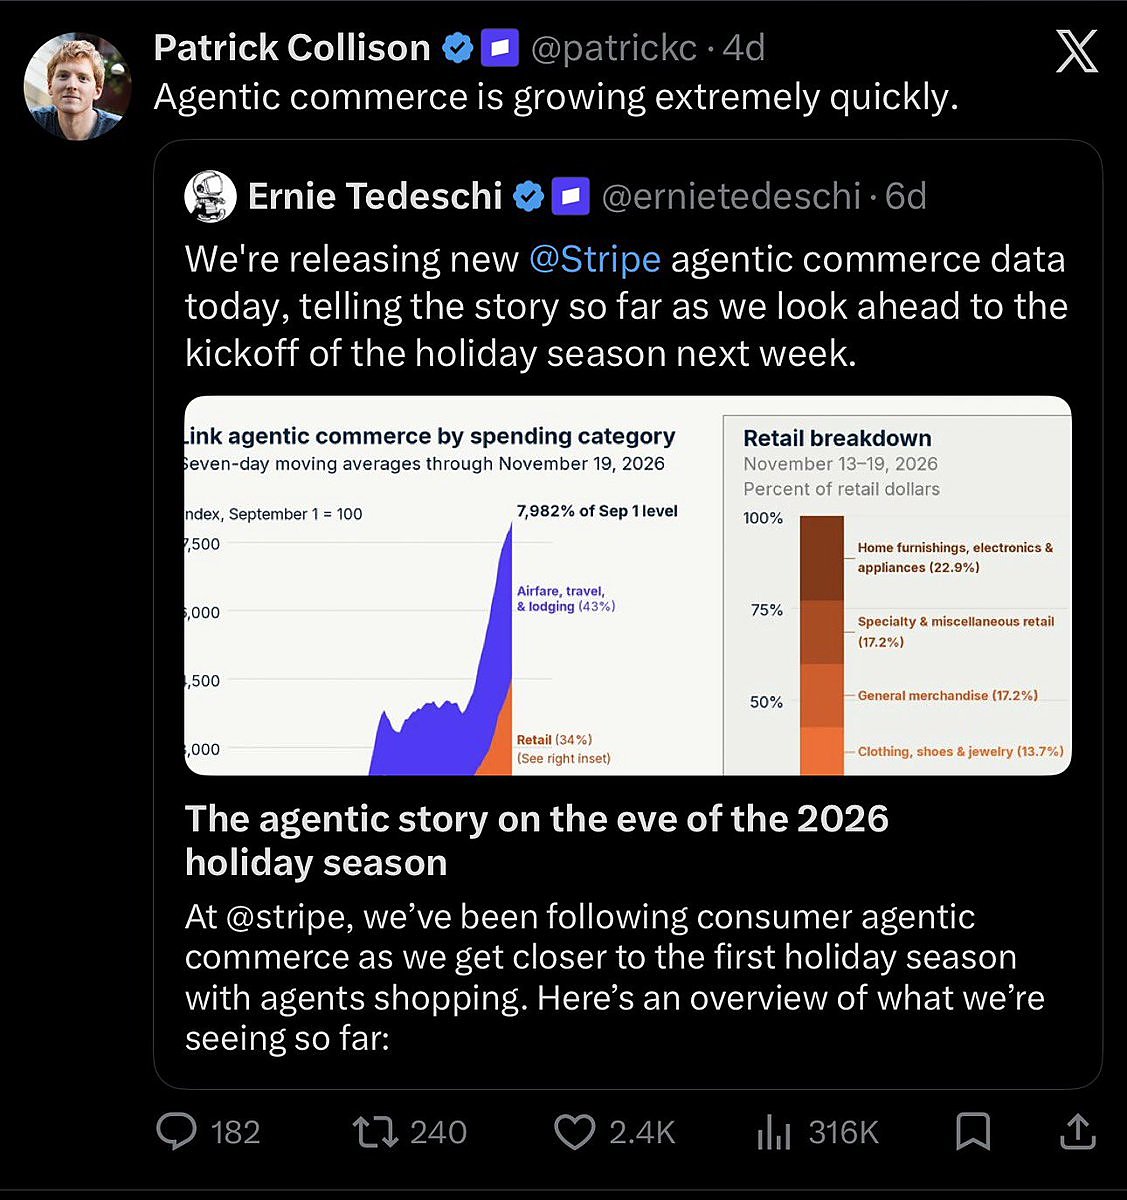 Patrick Collison @patrickc · 4d
Agentic commerce is growing extremely quickly.
Ernie Tedeschi @ernietedeschi · 6d
We're releasing new @Stripe agentic commerce data
today, telling the story so far as we look ahead to the
kickoff of the holiday season next week.
Link agentic commerce by spending category
Seven-day moving averages through November 19, 2026
ndex, September 1 = 100
7,982% of Sep 1 level
7,500
Airfare, travel,
& lodging (43%)
6,000
,500
,000
Retail (34%)
(See right inset)
Retail breakdown
November 13–19, 2026
Percent of retail dollars
100%
Home furnishings, electronics &
appliances (22.9%)
75%
Specialty & miscellaneous retail
(17.2%)
General merchandise (17.2%)
50%
Clothing, shoes & jewelry (13.7%)
The agentic story on the eve of the 2026
holiday season
At @stripe, we’ve been following consumer agentic
commerce as we get closer to the first holiday season
with agents shopping. Here’s an overview of what we’re
seeing so far:
182 240 2.4K 316K